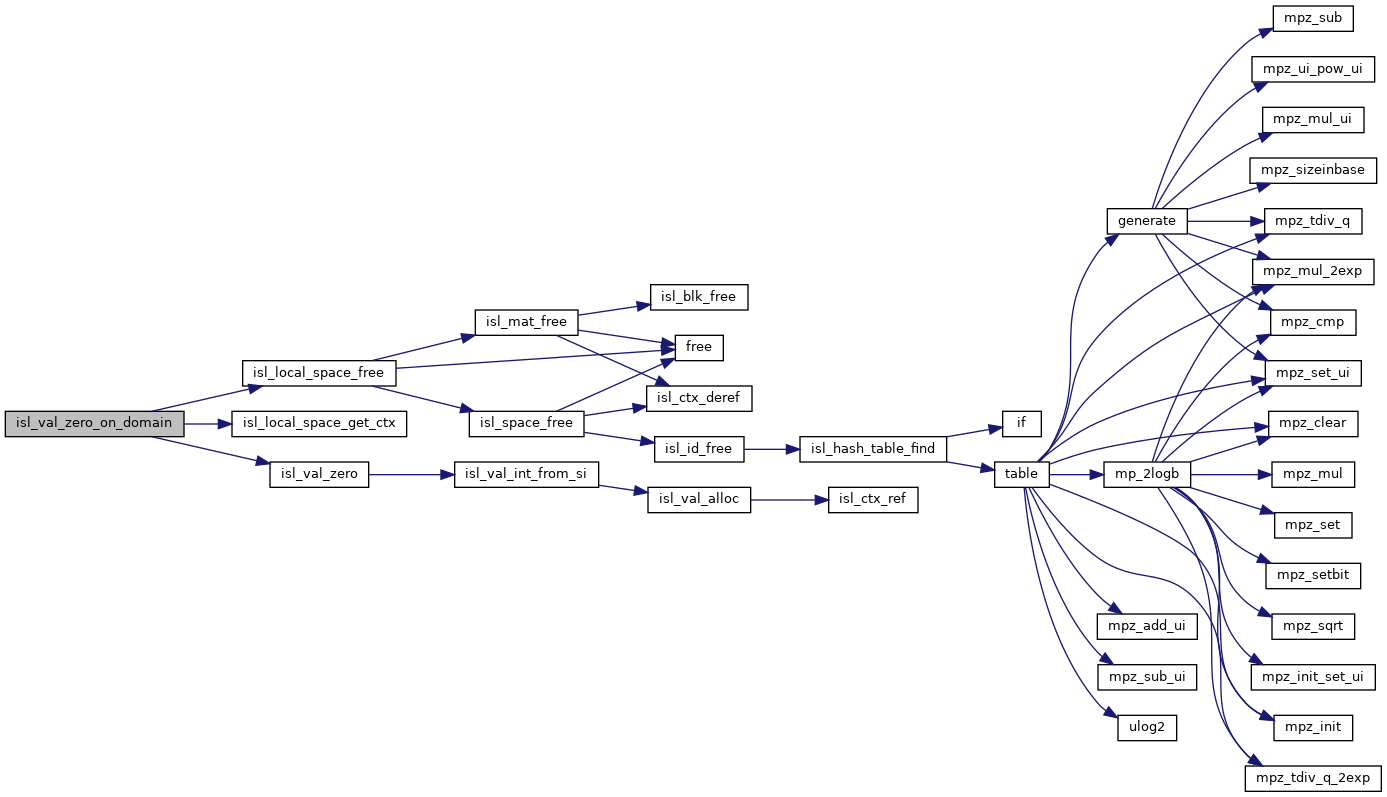 isl_val_zero_on_domain
isl_local_space_free
isl_local_space_get_ctx
isl_val_zero
isl_mat_free
isl_space_free
isl_val_int_from_si
isl_blk_free
free
isl_ctx_deref
isl_id_free
isl_val_alloc
isl_hash_table_find
isl_ctx_ref
if
table
generate
mp_2logb
mpz_add_ui
mpz_sub_ui
ulog2
mpz_sub
mpz_ui_pow_ui
mpz_mul_ui
mpz_sizeinbase
mpz_tdiv_q
mpz_mul_2exp
mpz_cmp
mpz_set_ui
mpz_clear
mpz_mul
mpz_set
mpz_setbit
mpz_sqrt
mpz_init_set_ui
mpz_init
mpz_tdiv_q_2exp